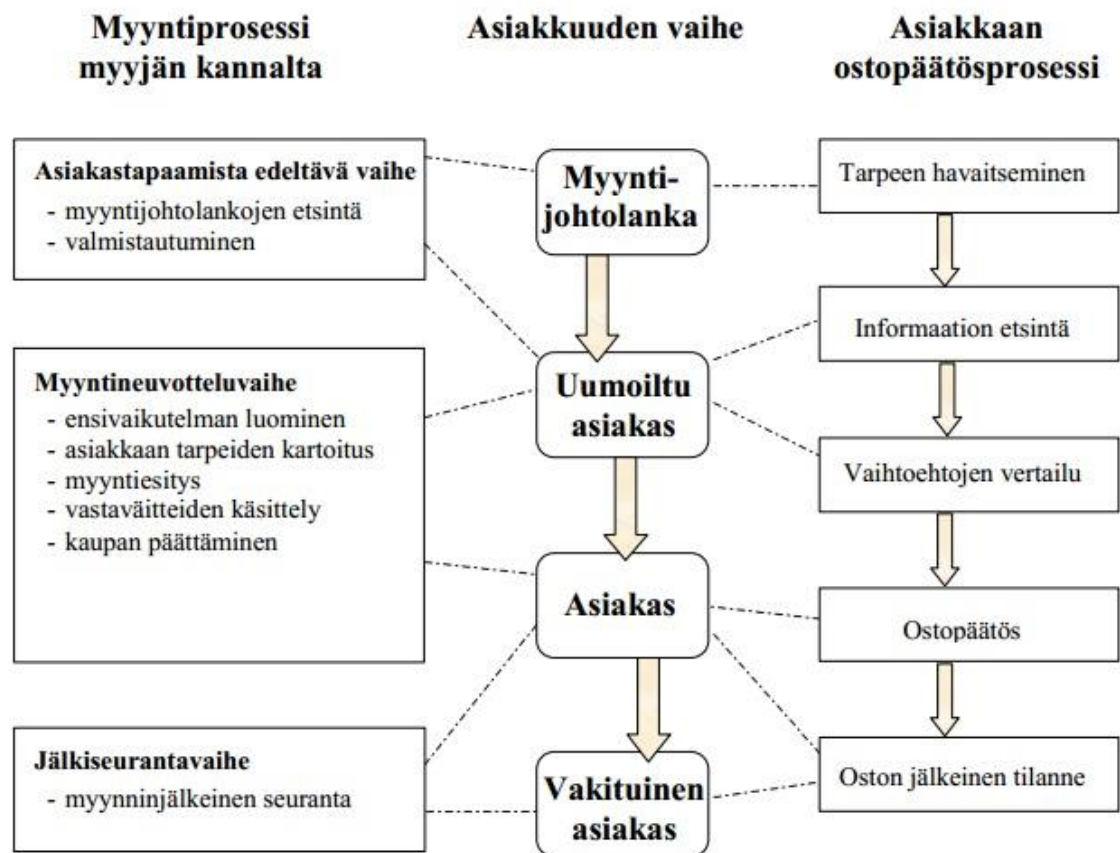 Myyntiprosessi
myyjän kannalta
Asiakkuuden vaihe
Asiakkaan
ostopäätösprosessi
Asiakastapaamista edeltävä vaihe
- myyntijohtolankojen etsintä
- valmistautuminen
Myyntineuvotteluvaihe
- ensivaikutelman luominen
- asiakkaan tarpeiden kartoitus
- myyntiesitys
- vastaväitteiden käsittely
- kaupan päättäminen
Jälkiseurantavaihe
- myynninjälkeinen seuranta
Myynti-
johtolanka
Uumoiltu
asiakas
Asiakas
Vakituinen
asiakas
Tarpeen havaitseminen
Informaation etsintä
Vaihtoehtojen vertailu
Ostopäätös
Oston jälkeinen tilanne